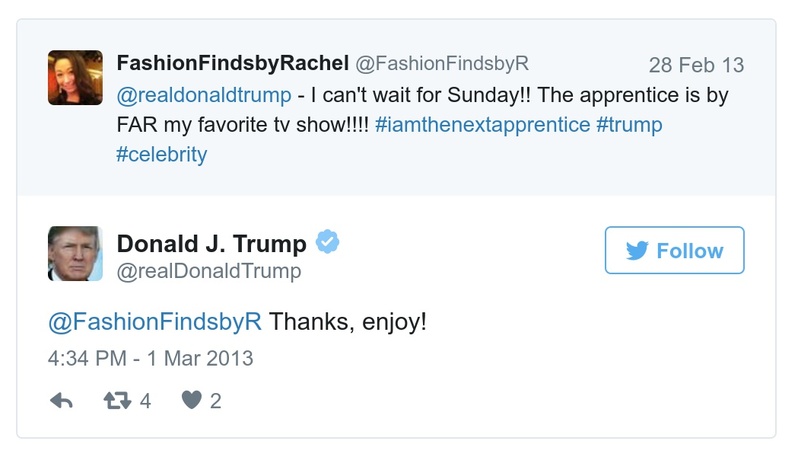 FashionFindsbyRachel @FashionFindsbyR 28 Feb 13
@realdonaldtrump - I can't wait for Sunday!! The apprentice is by
FAR my favorite tv show!!!! #iamthenextapprentice #trump
#celebrity
Donald J. Trump
@realDonaldTrump
Follow
@FashionFindsbyR Thanks, enjoy!
4:34 PM - 1 Mar 2013
4 2